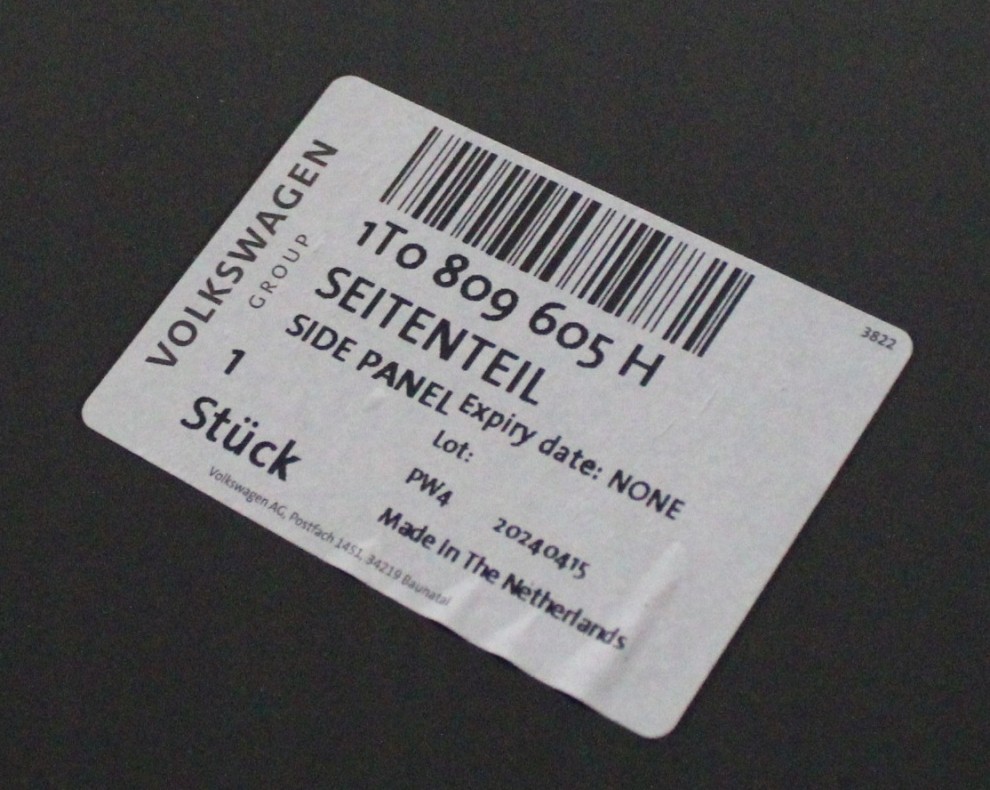 VOLKSWAGEN
GROUP
1T0 809 605 H
SEITENTEIL
SIDE PANEL
Expiry date: NONE
1
Lot:
Stück
PW4 20240415
Made In The Netherlands
Volkswagen AG, Postfach 1451, 34219 Baunatal
3822